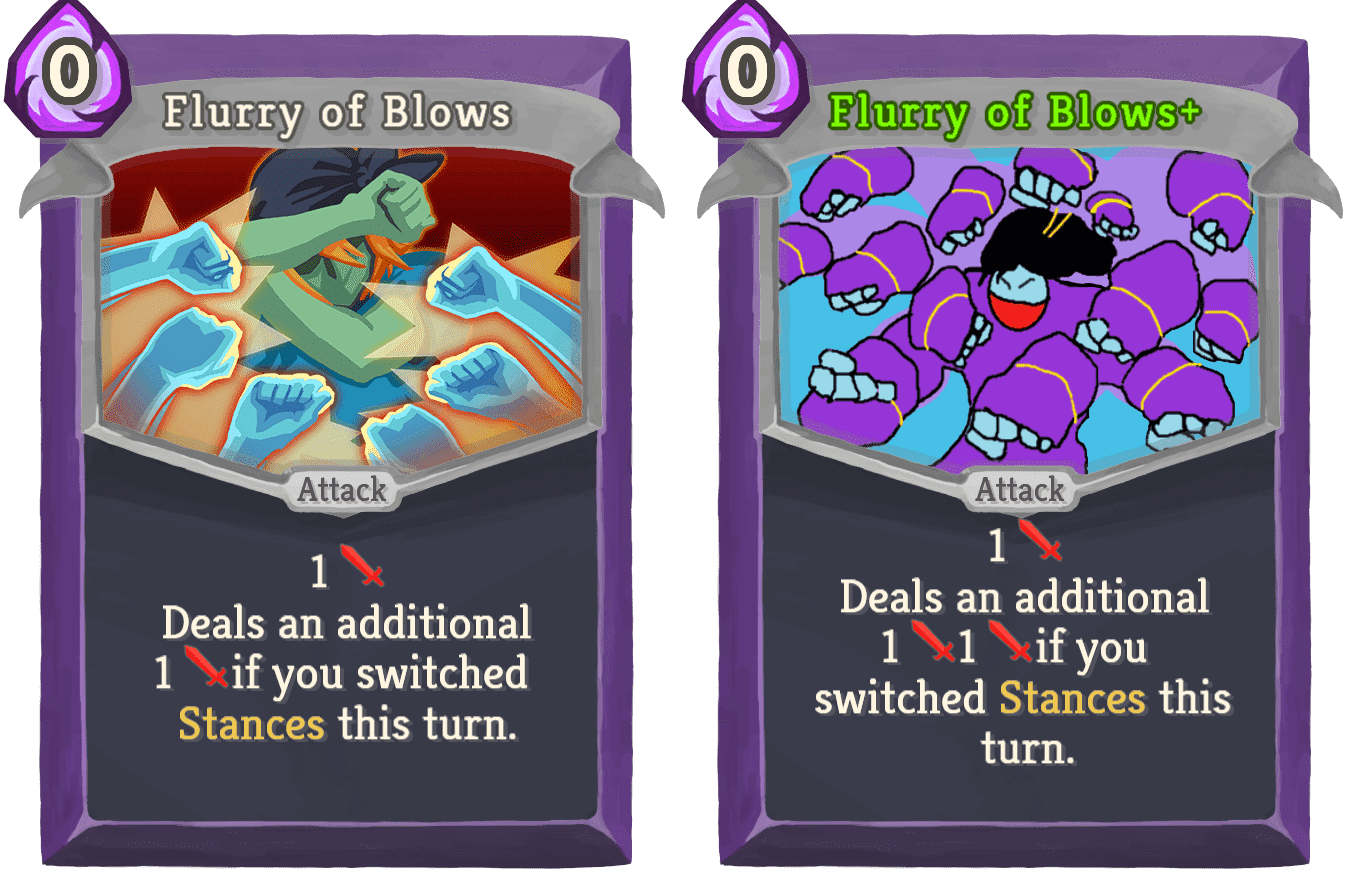 0
Flurry of Blows
Attack
1
Deals an additional
1 if you switched
Stances this turn.
0
Flurry of Blows+
Attack
1
Deals an additional
1 1 if you
switched Stances this
turn.